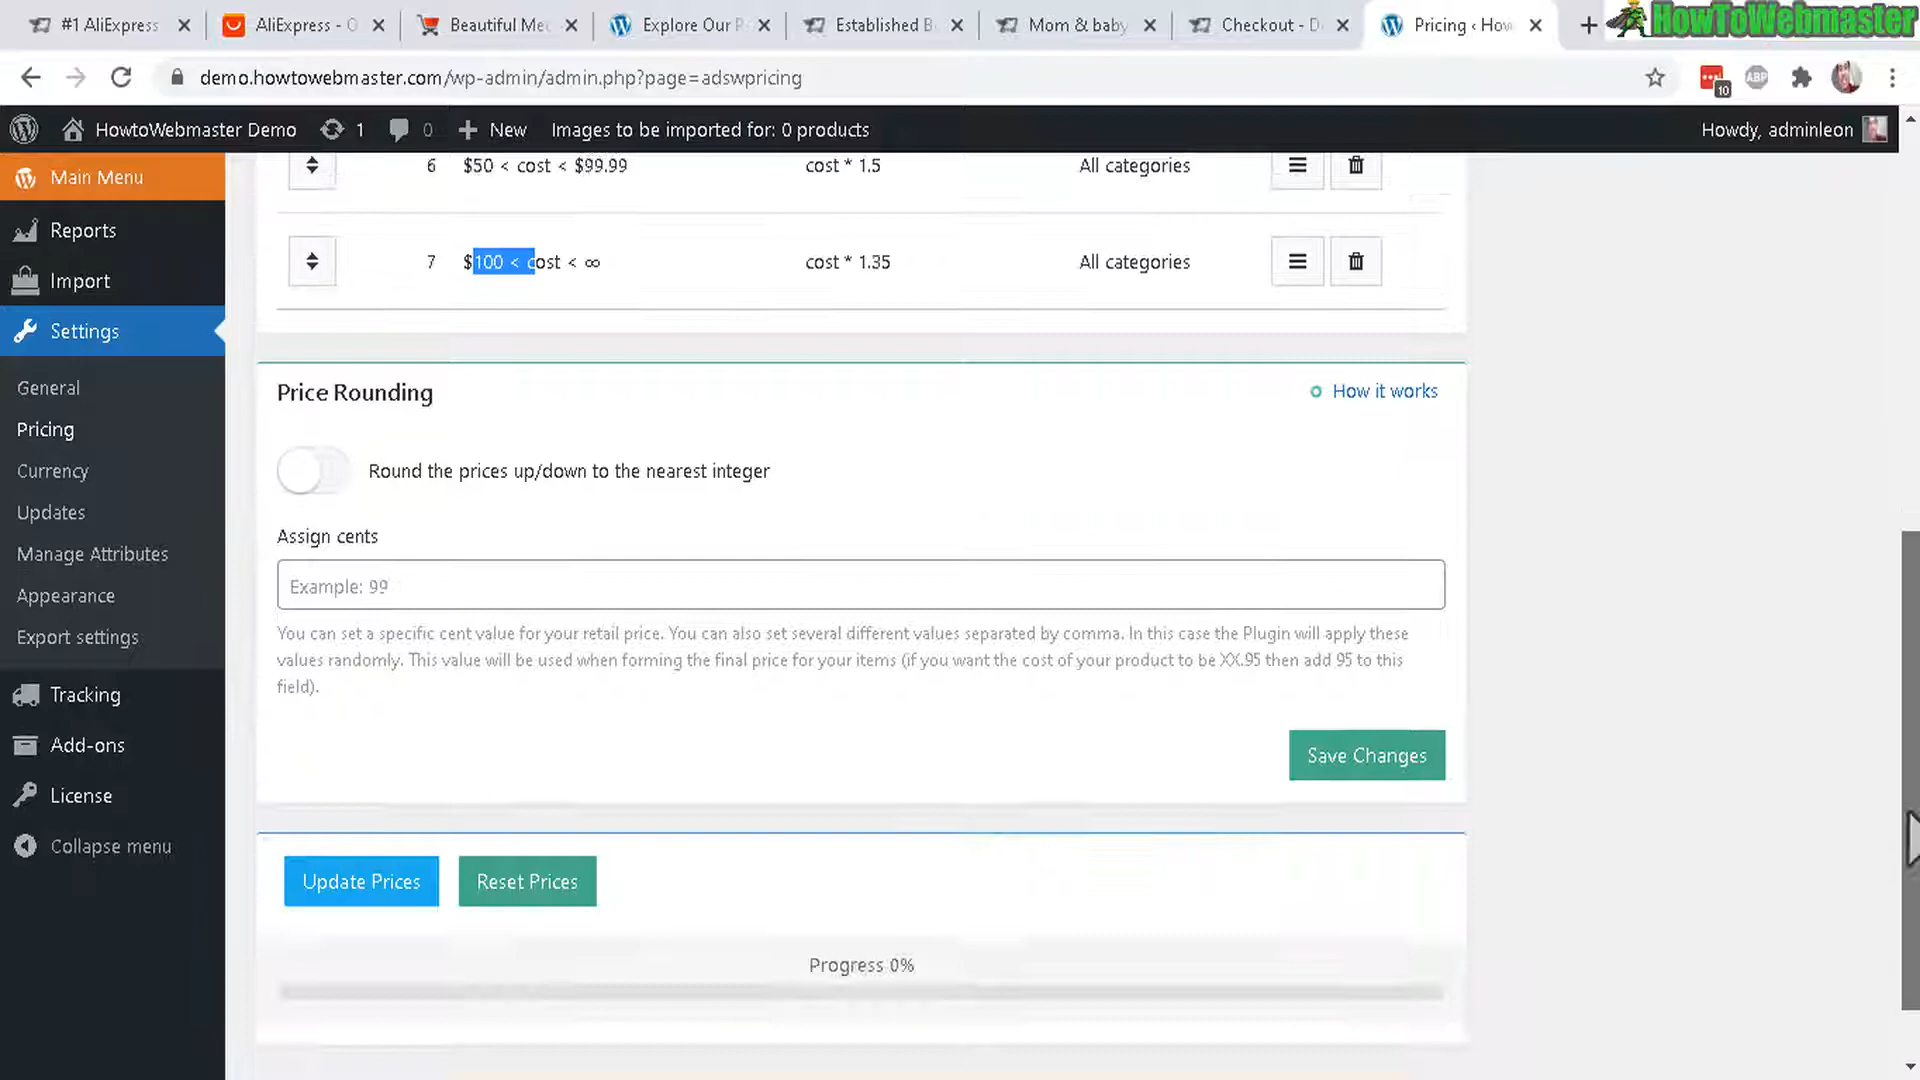 #1 AliExpress
AliExpress - O
Beautiful Mec
Explore Our P
Established B
Mom & baby
Checkout - D
Pricing ‹ How
HowToWebmaster
demo.howtowebmaster.com/wp-admin/admin.php?page=adswpricing
ABP
10
HowtoWebmaster Demo
1
0
New
Images to be imported for: 0 products
Howdy, adminleon
Main Menu
Reports
Import
Settings
General
Pricing
Currency
Updates
Manage Attributes
Appearance
Export settings
Tracking
Add-ons
License
Collapse menu
6 $50 < cost < $99.99 cost * 1.5 All categories
7 $100 < cost < ∞ cost * 1.35 All categories
Price Rounding
How it works
Round the prices up/down to the nearest integer
Assign cents
Example: 99
You can set a specific cent value for your retail price. You can also set several different values separated by comma. In this case the Plugin will apply these
values randomly. This value will be used when forming the final price for your items (if you want the cost of your product to be XX.95 then add 95 to this
field).
Save Changes
Update Prices
Reset Prices
Progress 0%